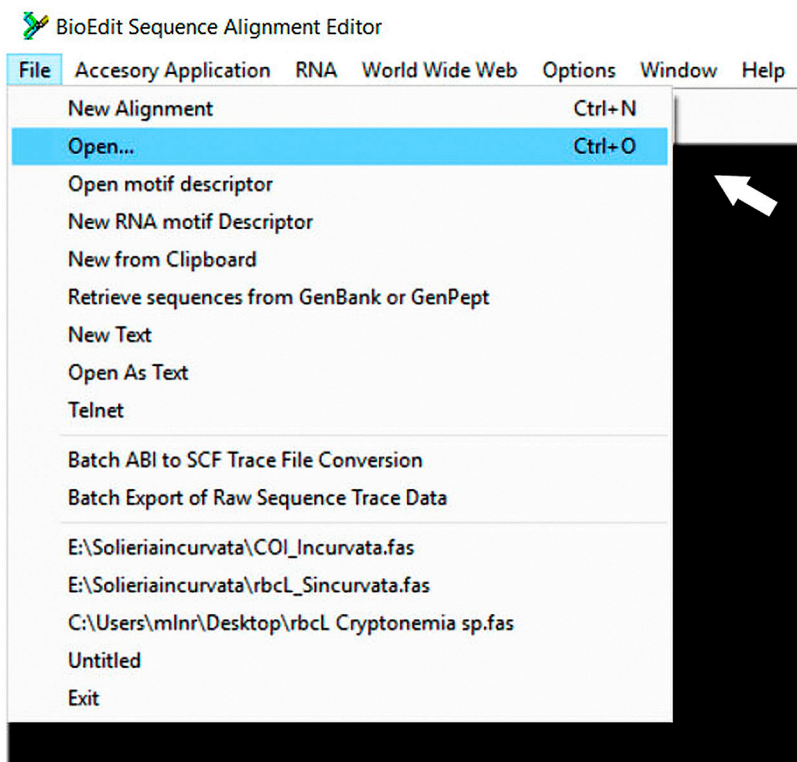 BioEdit Sequence Alignment Editor
File Accesory Application RNA World Wide Web Options Window Help
New Alignment Ctrl+N
Open... Ctrl+O
Open motif descriptor
New RNA motif Descriptor
New from Clipboard
Retrieve sequences from GenBank or GenPept
New Text
Open As Text
Telnet
Batch ABI to SCF Trace File Conversion
Batch Export of Raw Sequence Trace Data
E:\Solieriaincurvata\COI_Incurvata.fas
E:\Solieriaincurvata\rbcL_Sincurvata.fas
C:\Users\mlnr\Desktop\rbcL Cryptonemia sp.fas
Untitled
Exit